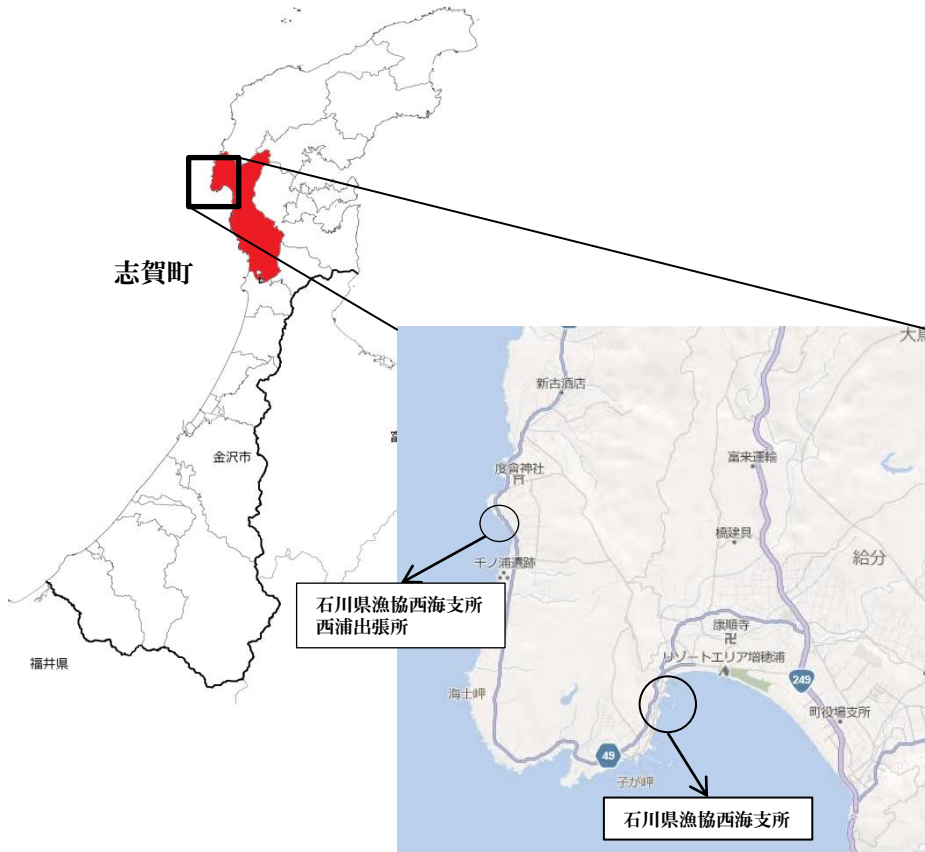 志賀町
金沢市
富
福井県
大鳥
新古酒店
富来運輸
度會神社
橋建具
千ノ浦遺跡
給分
石川県漁協西海支所
西浦出張所
康順寺
リゾートエリア増穂浦
249
海士岬
町役場支所
49
子が岬
石川県漁協西海支所